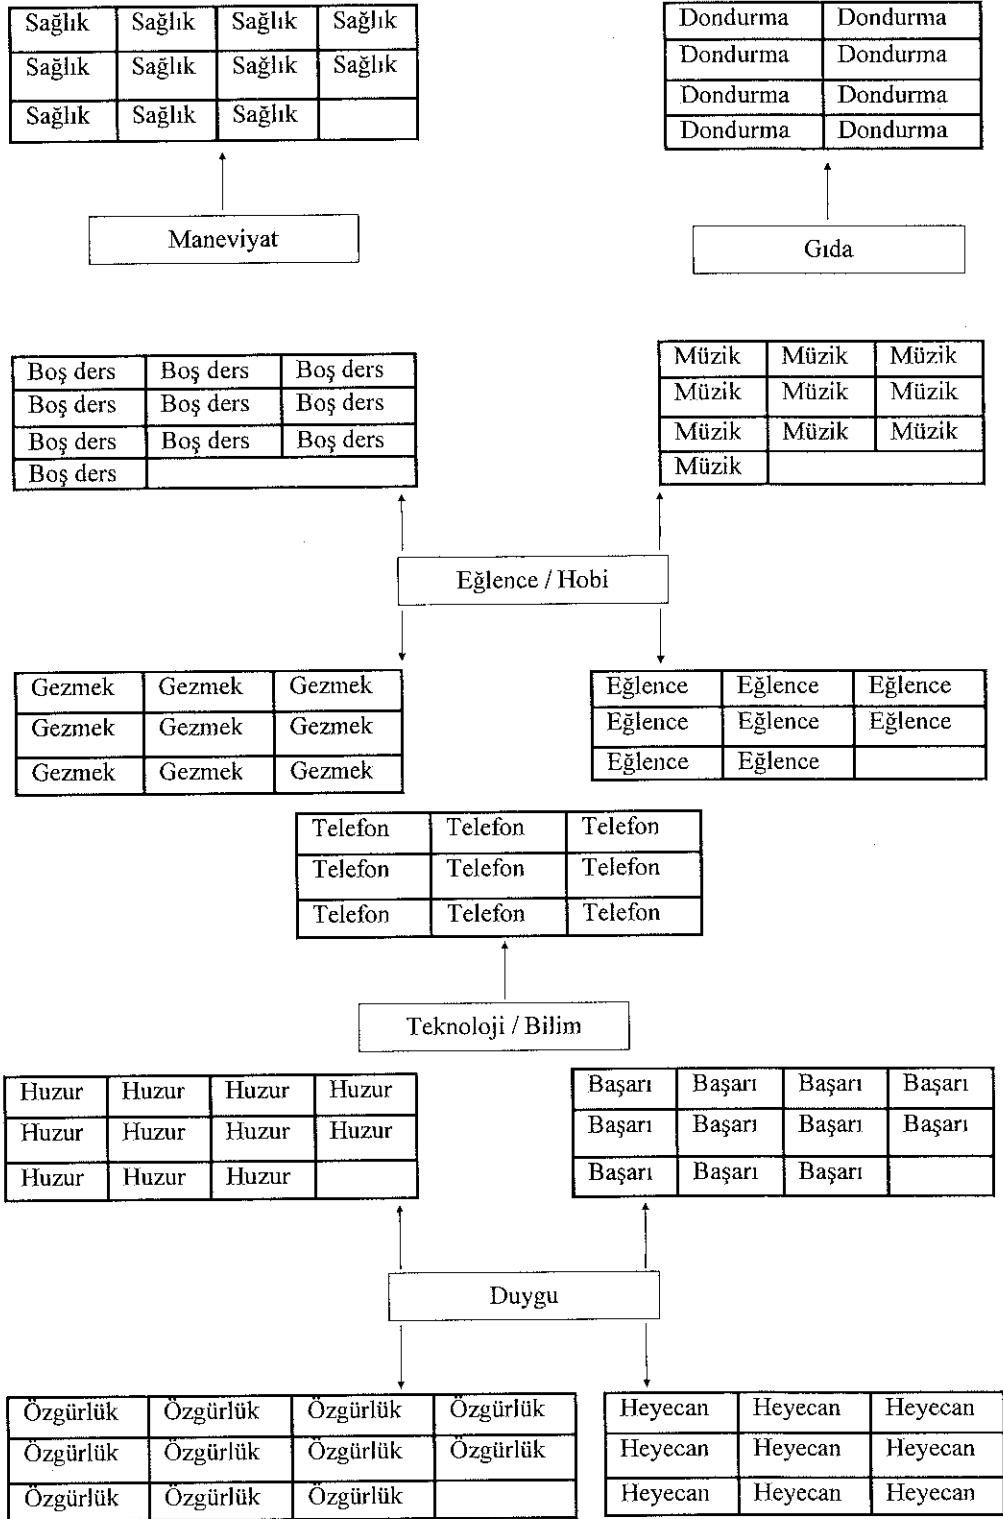 Sağlık Sağlık Sağlık Sağlık
Sağlık Sağlık Sağlık Sağlık
Sağlık Sağlık Sağlık
Dondurma Dondurma
Dondurma Dondurma
Dondurma Dondurma
Dondurma Dondurma
Maneviyat
Gıda
Boş ders Boş ders Boş ders
Boş ders Boş ders Boş ders
Boş ders Boş ders Boş ders
Boş ders
Müzik Müzik Müzik
Müzik Müzik Müzik
Müzik Müzik Müzik
Müzik
Eğlence / Hobi
Gezmek Gezmek Gezmek
Gezmek Gezmek Gezmek
Gezmek Gezmek Gezmek
Eğlence Eğlence Eğlence
Eğlence Eğlence Eğlence
Eğlence Eğlence
Telefon Telefon Telefon
Telefon Telefon Telefon
Telefon Telefon Telefon
Teknoloji / Bilim
Huzur Huzur Huzur Huzur
Huzur Huzur Huzur Huzur
Huzur Huzur Huzur
Başarı Başarı Başarı Başarı
Başarı Başarı Başarı Başarı
Başarı Başarı Başarı
Duygu
Özgürlük Özgürlük Özgürlük Özgürlük
Özgürlük Özgürlük Özgürlük Özgürlük
Özgürlük Özgürlük Özgürlük
Heyecan Heyecan Heyecan
Heyecan Heyecan Heyecan
Heyecan Heyecan Heyecan